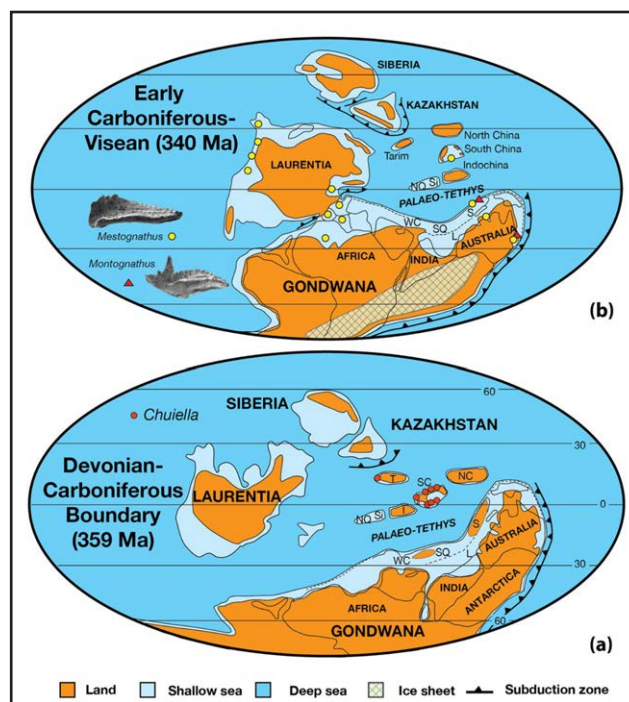 SIBERIA
Early
Carboniferous-
Visean (340 Ma)
KAZAKHSTAN
North China
South China
Tarim
Indochina
LAURENTIA
NQ Si
PALAEO-TETHYS
Mestognathus
WC
SQ
L
S
AUSTRALIA
AFRICA
INDIA
Montognathus
GONDWANA
(b)
60
Chuiella
SIBERIA
KAZAKHSTAN
30
Devonian-
Carboniferous
Boundary
(359 Ma)
LAURENTIA
T
SC
NC
NQ Si
I
0
PALAEO-TETHYS
S
AUSTRALIA
WC
SQ
L
30
INDIA
ANTARCTICA
AFRICA
60
GONDWANA
(a)
Land Shallow sea Deep sea Ice sheet Subduction zone